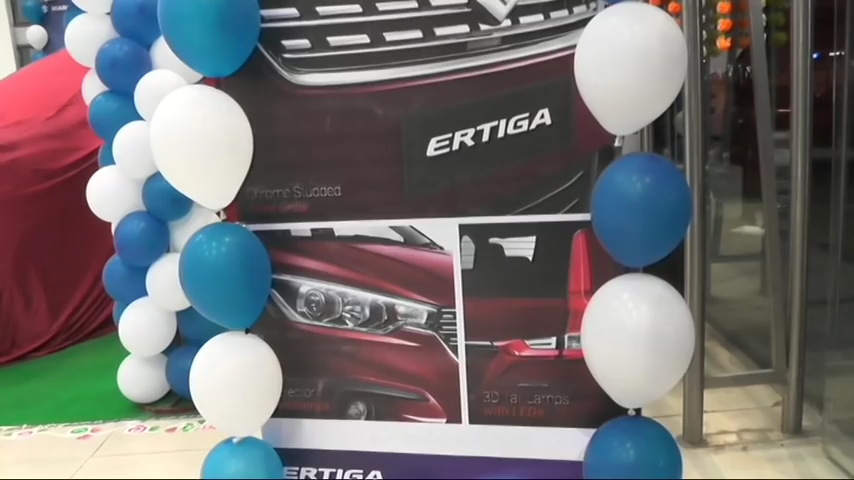 ERTIGA
Chrome Studded
3D Tail Lamps
with LEDs
ERTIGA